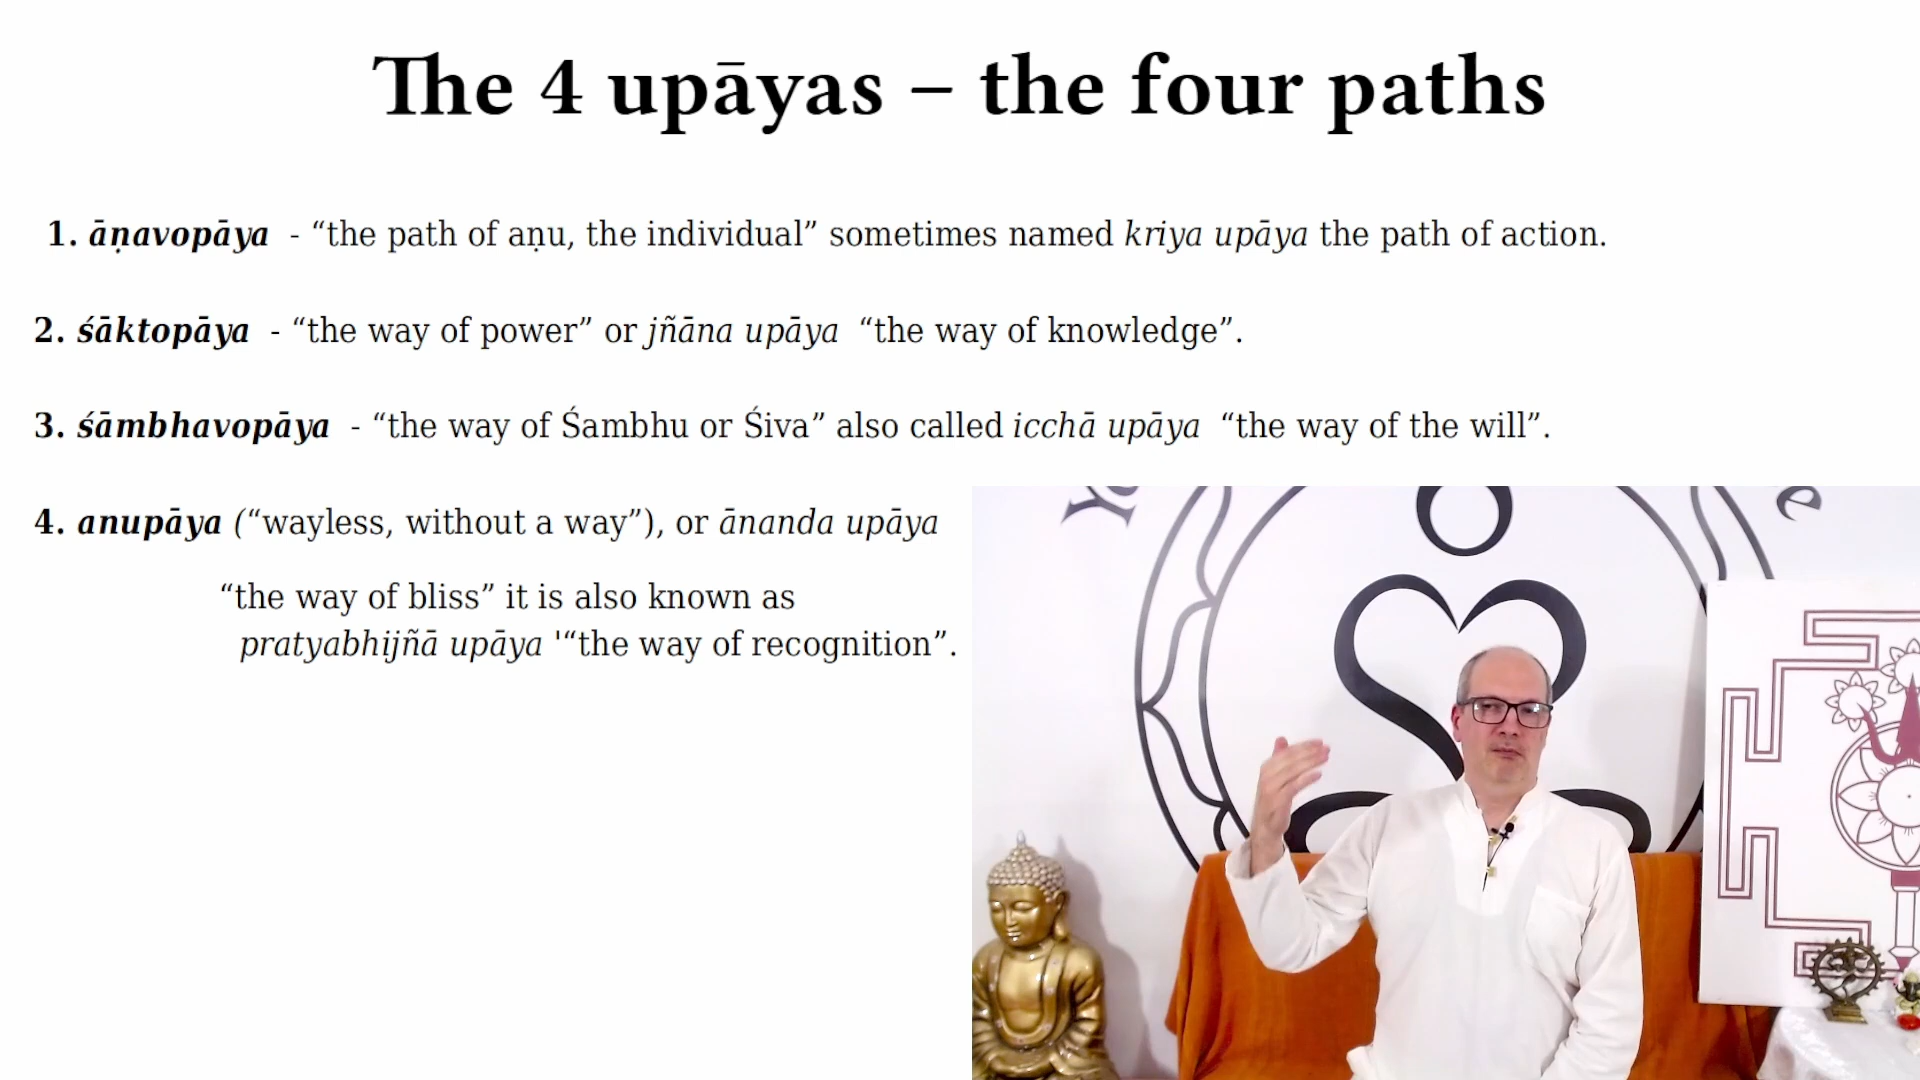 The 4 upāyas – the four paths
1. āṇavopāya - “the path of aṇu, the individual” sometimes named kriya upāya the path of action.
2. śāktopāya - “the way of power” or jñāna upāya “the way of knowledge”.
3. śāmbhavopāya - “the way of Śambhu or Śiva” also called icchā upāya “the way of the will”.
4. anupāya (“wayless, without a way”), or ānanda upāya
“the way of bliss” it is also known as
pratyabhijñā upāya '“the way of recognition”.